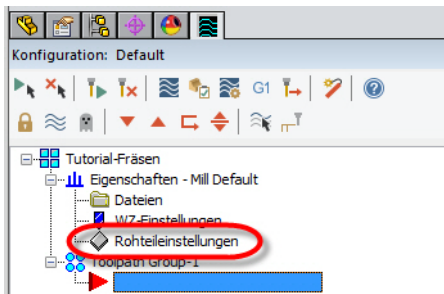 Konfiguration: Default
G1
Tutorial-Fräsen
Eigenschaften - Mill Default
Dateien
WZ-Einstellungen
Rohteileinstellungen
Toolpath Group-1